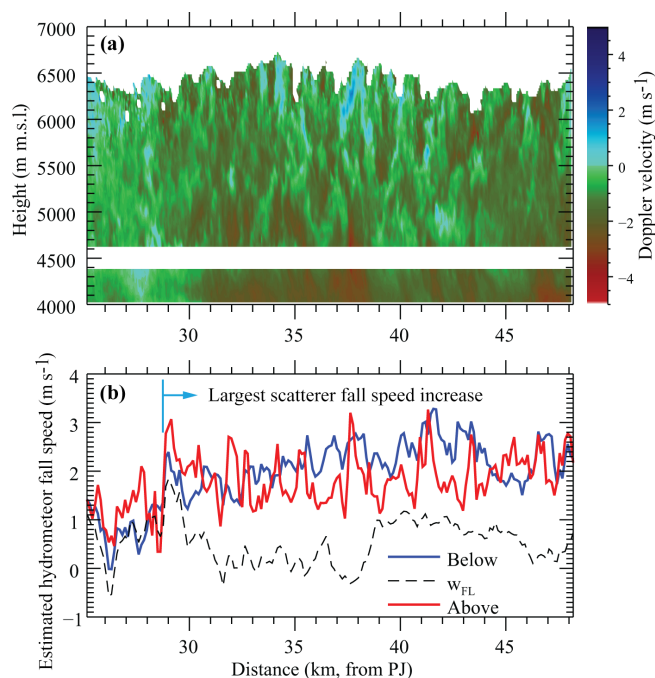 (a)
Height (m m.s.l.)
7000
6500
6000
5500
5000
4500
4000
30
35
40
45
Doppler velocity (m s-1)
4
2
0
−2
−4
(b)
Largest scatterer fall speed increase
Estimated hydrometeor fall speed (m s-1)
4
3
2
1
0
−1
Below
wFL
Above
30
35
40
45
Distance (km, from PJ)